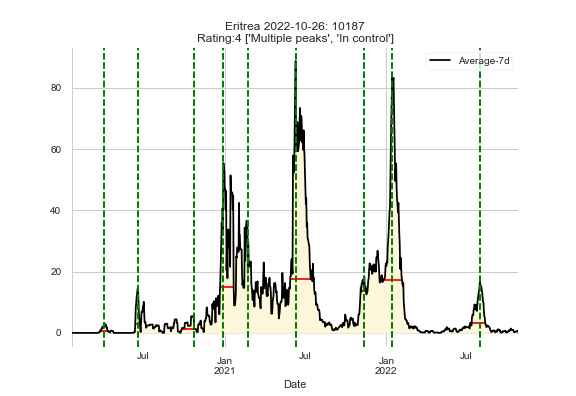 Eritrea 2022-10-26: 10187
Rating:4 ['Multiple peaks', 'In control']
Average-7d
80
60
40
20
0
Jul
Jan
2021
Jul
Jan
2022
Jul
Date